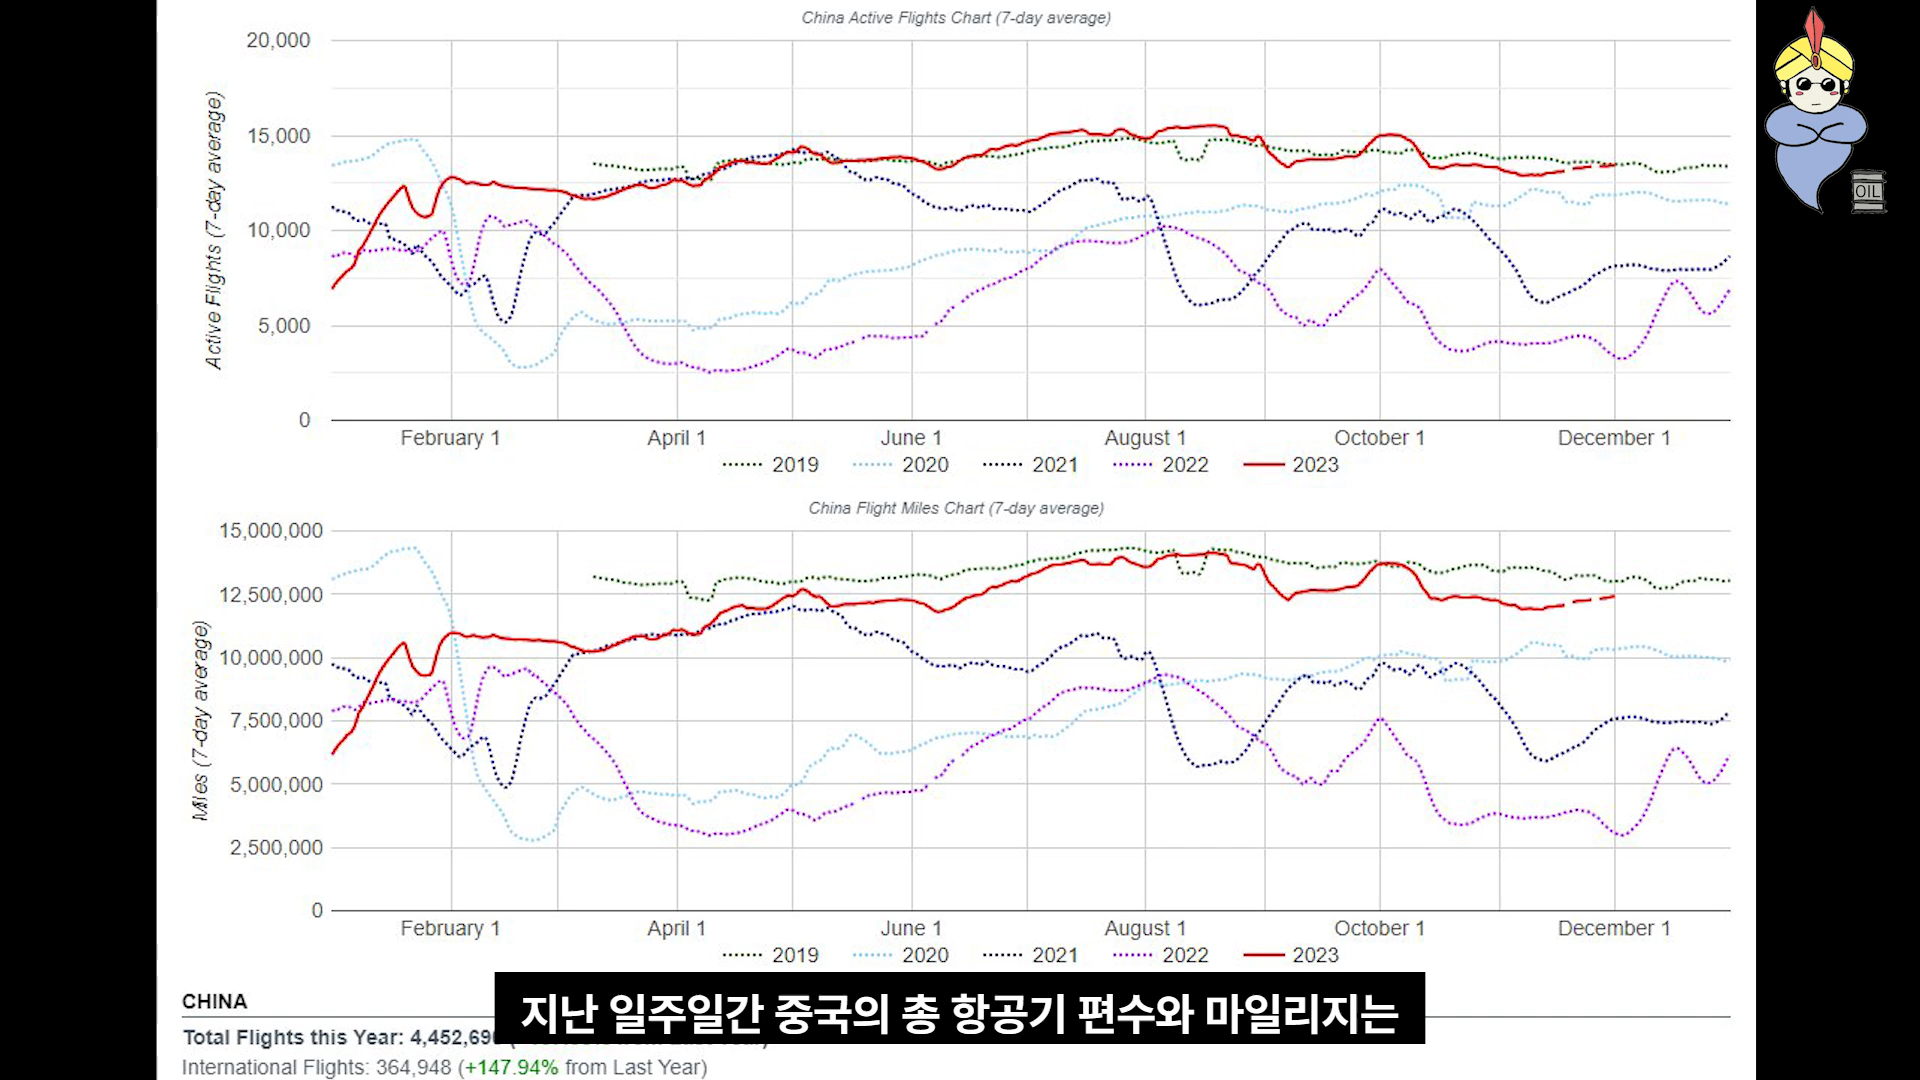 China Active Flights Chart (7-day average)
Active Flights (7-day average)
20,000
15,000
10,000
5,000
0
February 1 April 1 June 1 August 1 October 1 December 1
2019 2020 2021 2022 2023
OIL
China Flight Miles Chart (7-day average)
Miles (7-day average)
15,000,000
12,500,000
10,000,000
7,500,000
5,000,000
2,500,000
0
February 1 April 1 June 1 August 1 October 1 December 1
2019 2020 2021 2022 2023
CHINA
지난 일주일간 중국의 총 항공기 편수와 마일리지는
Total Flights this Year:
International Flights: 364,948 (+147.94% from Last Year)